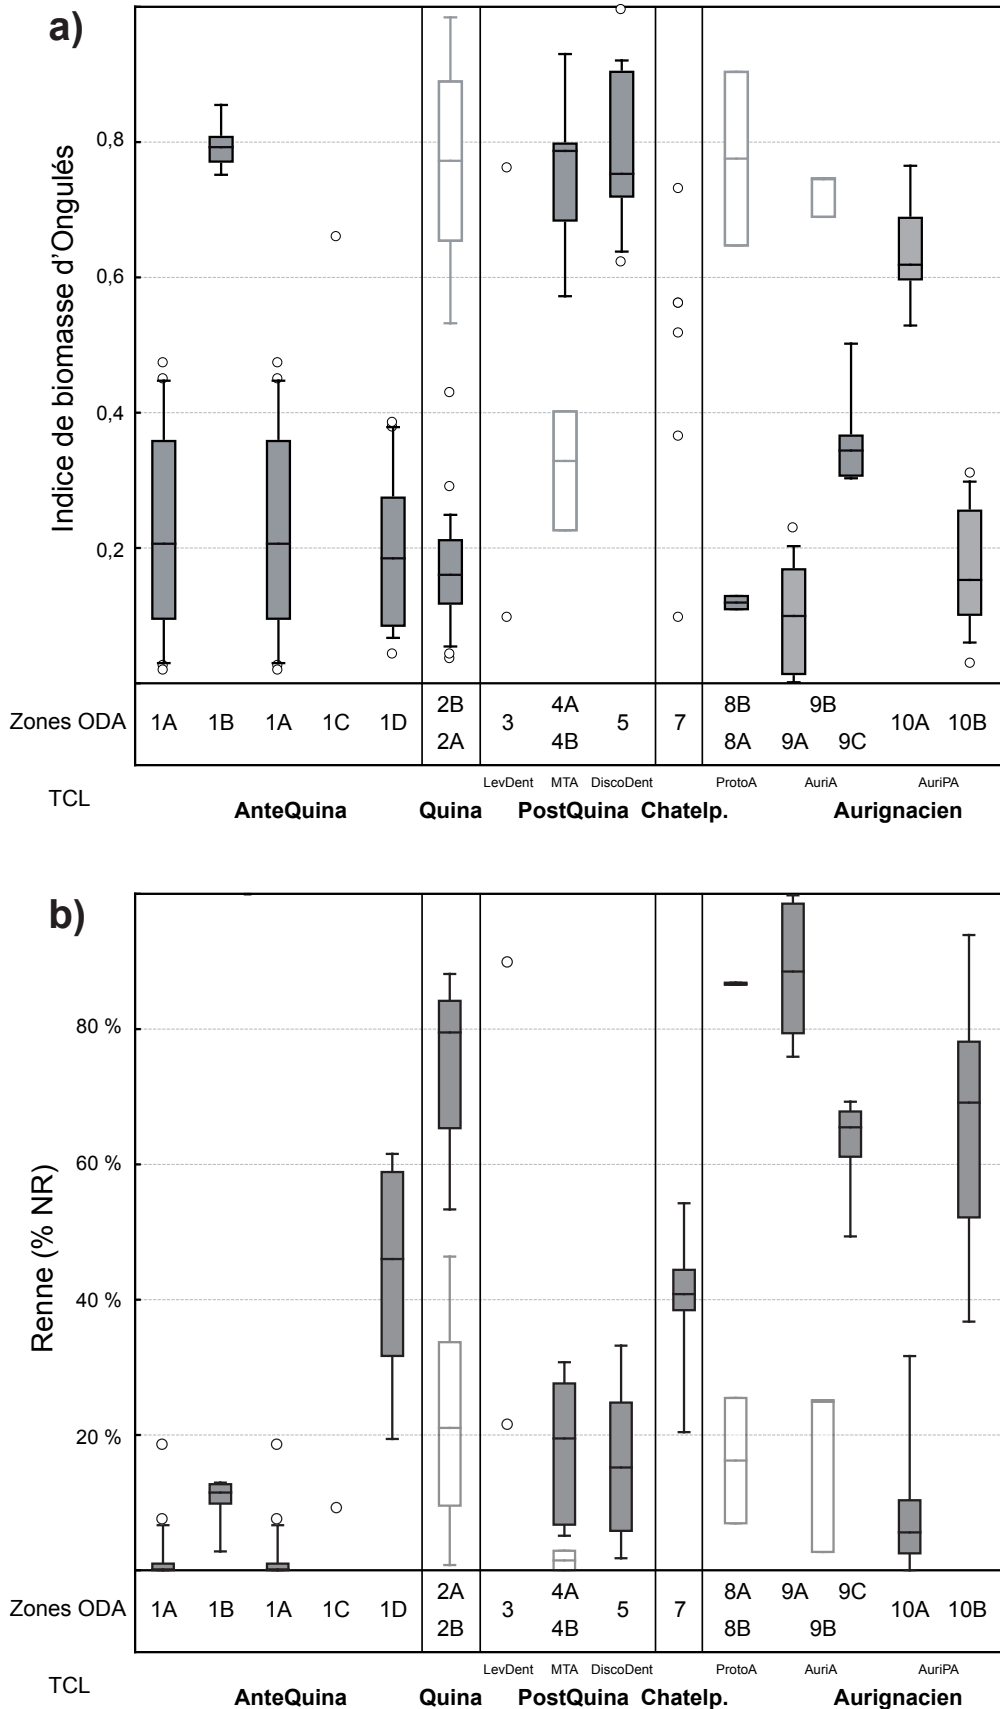 a)
Indice de biomasse d'Ongulés
0,8
0,6
0,4
0,2
Zones ODA
1A 1B 1A 1C 1D 2B 3 4A 5 7 8B 9B 10A 10B
2A 4B 8A 9A 9C
LevDent MTA DiscoDent ProtoA AuriA AuriPA
TCL
AnteQuina Quina PostQuina Chatelp. Aurignacien
b)
Renne (% NR)
80 %
60 %
40 %
20 %
Zones ODA
1A 1B 1A 1C 1D 2A 3 4A 5 7 8A 9A 9C 10A 10B
2B 4B 8B 9B
LevDent MTA DiscoDent ProtoA AuriA AuriPA
TCL
AnteQuina Quina PostQuina Chatelp. Aurignacien